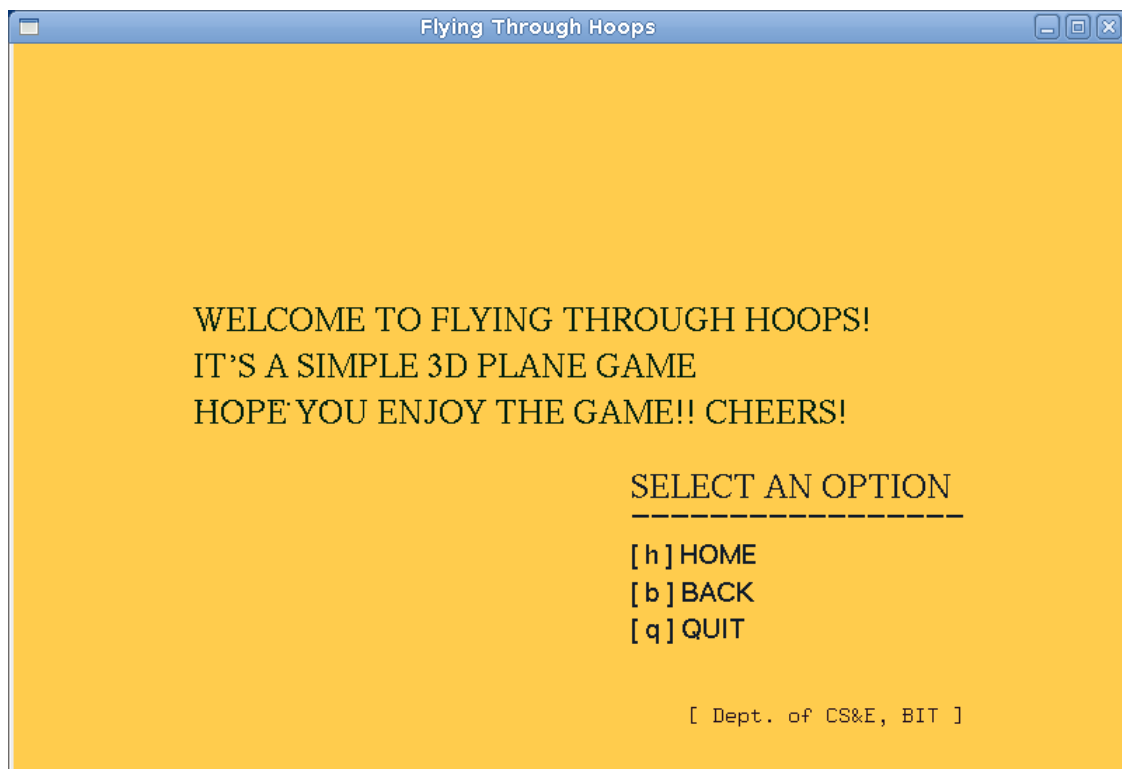 Flying Through Hoops
WELCOME TO FLYING THROUGH HOOPS!
IT'S A SIMPLE 3D PLANE GAME
HOPE YOU ENJOY THE GAME!! CHEERS!
SELECT AN OPTION
-----------------
[ h ] HOME
[ b ] BACK
[ q ] QUIT
[ Dept. of CS&E, BIT ]